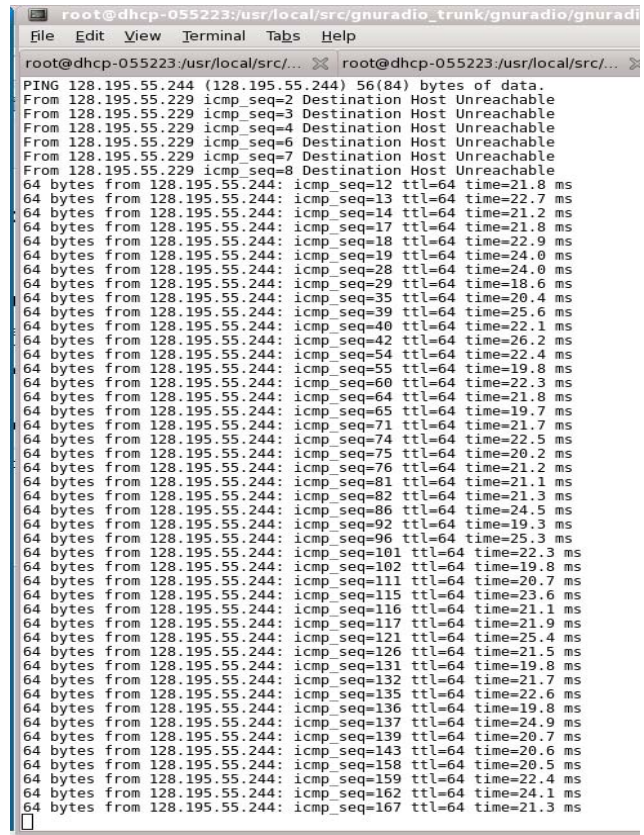 root@dhcp-055223:/usr/local/src/gnuradio_trunk/gnuradio/gnuradi
File Edit View Terminal Tabs Help
root@dhcp-055223:/usr/local/src/... root@dhcp-055223:/usr/local/src/...
PING 128.195.55.244 (128.195.55.244) 56(84) bytes of data.
From 128.195.55.229 icmp_seq=2 Destination Host Unreachable
From 128.195.55.229 icmp_seq=3 Destination Host Unreachable
From 128.195.55.229 icmp_seq=4 Destination Host Unreachable
From 128.195.55.229 icmp_seq=6 Destination Host Unreachable
From 128.195.55.229 icmp_seq=7 Destination Host Unreachable
From 128.195.55.229 icmp_seq=8 Destination Host Unreachable
64 bytes from 128.195.55.244: icmp_seq=12 ttl=64 time=21.8 ms
64 bytes from 128.195.55.244: icmp_seq=13 ttl=64 time=22.7 ms
64 bytes from 128.195.55.244: icmp_seq=14 ttl=64 time=21.2 ms
64 bytes from 128.195.55.244: icmp_seq=17 ttl=64 time=21.8 ms
64 bytes from 128.195.55.244: icmp_seq=18 ttl=64 time=22.9 ms
64 bytes from 128.195.55.244: icmp_seq=19 ttl=64 time=24.0 ms
64 bytes from 128.195.55.244: icmp_seq=28 ttl=64 time=24.0 ms
64 bytes from 128.195.55.244: icmp_seq=29 ttl=64 time=18.6 ms
64 bytes from 128.195.55.244: icmp_seq=35 ttl=64 time=20.4 ms
64 bytes from 128.195.55.244: icmp_seq=39 ttl=64 time=25.6 ms
64 bytes from 128.195.55.244: icmp_seq=40 ttl=64 time=22.1 ms
64 bytes from 128.195.55.244: icmp_seq=42 ttl=64 time=26.2 ms
64 bytes from 128.195.55.244: icmp_seq=54 ttl=64 time=22.4 ms
64 bytes from 128.195.55.244: icmp_seq=55 ttl=64 time=19.8 ms
64 bytes from 128.195.55.244: icmp_seq=60 ttl=64 time=22.3 ms
64 bytes from 128.195.55.244: icmp_seq=64 ttl=64 time=21.8 ms
64 bytes from 128.195.55.244: icmp_seq=65 ttl=64 time=19.7 ms
64 bytes from 128.195.55.244: icmp_seq=71 ttl=64 time=21.7 ms
64 bytes from 128.195.55.244: icmp_seq=74 ttl=64 time=22.5 ms
64 bytes from 128.195.55.244: icmp_seq=75 ttl=64 time=20.2 ms
64 bytes from 128.195.55.244: icmp_seq=76 ttl=64 time=21.2 ms
64 bytes from 128.195.55.244: icmp_seq=81 ttl=64 time=21.1 ms
64 bytes from 128.195.55.244: icmp_seq=82 ttl=64 time=21.3 ms
64 bytes from 128.195.55.244: icmp_seq=86 ttl=64 time=24.5 ms
64 bytes from 128.195.55.244: icmp_seq=92 ttl=64 time=19.3 ms
64 bytes from 128.195.55.244: icmp_seq=96 ttl=64 time=25.3 ms
64 bytes from 128.195.55.244: icmp_seq=101 ttl=64 time=22.3 ms
64 bytes from 128.195.55.244: icmp_seq=102 ttl=64 time=19.8 ms
64 bytes from 128.195.55.244: icmp_seq=111 ttl=64 time=20.7 ms
64 bytes from 128.195.55.244: icmp_seq=115 ttl=64 time=23.6 ms
64 bytes from 128.195.55.244: icmp_seq=116 ttl=64 time=21.1 ms
64 bytes from 128.195.55.244: icmp_seq=117 ttl=64 time=21.9 ms
64 bytes from 128.195.55.244: icmp_seq=121 ttl=64 time=25.4 ms
64 bytes from 128.195.55.244: icmp_seq=126 ttl=64 time=21.5 ms
64 bytes from 128.195.55.244: icmp_seq=131 ttl=64 time=19.8 ms
64 bytes from 128.195.55.244: icmp_seq=132 ttl=64 time=21.7 ms
64 bytes from 128.195.55.244: icmp_seq=135 ttl=64 time=22.6 ms
64 bytes from 128.195.55.244: icmp_seq=136 ttl=64 time=19.8 ms
64 bytes from 128.195.55.244: icmp_seq=137 ttl=64 time=24.9 ms
64 bytes from 128.195.55.244: icmp_seq=139 ttl=64 time=20.7 ms
64 bytes from 128.195.55.244: icmp_seq=143 ttl=64 time=20.6 ms
64 bytes from 128.195.55.244: icmp_seq=158 ttl=64 time=20.5 ms
64 bytes from 128.195.55.244: icmp_seq=159 ttl=64 time=22.4 ms
64 bytes from 128.195.55.244: icmp_seq=162 ttl=64 time=24.1 ms
64 bytes from 128.195.55.244: icmp_seq=167 ttl=64 time=21.3 ms